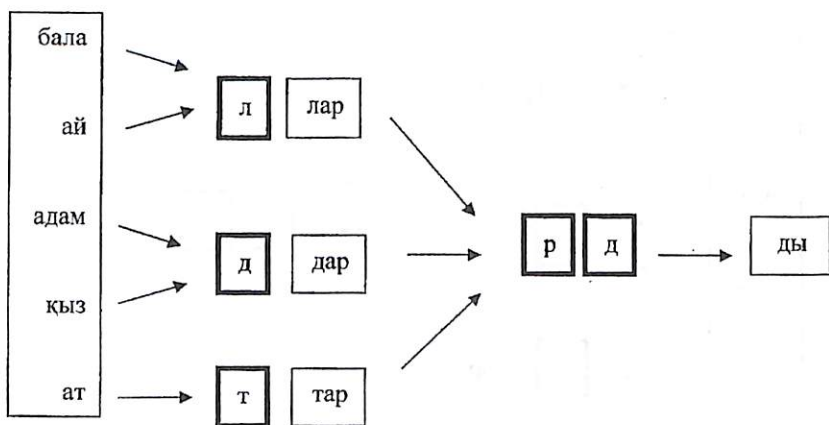 бала
ай
л лар
адам
қыз
д дар
р д ды
ат
т тар